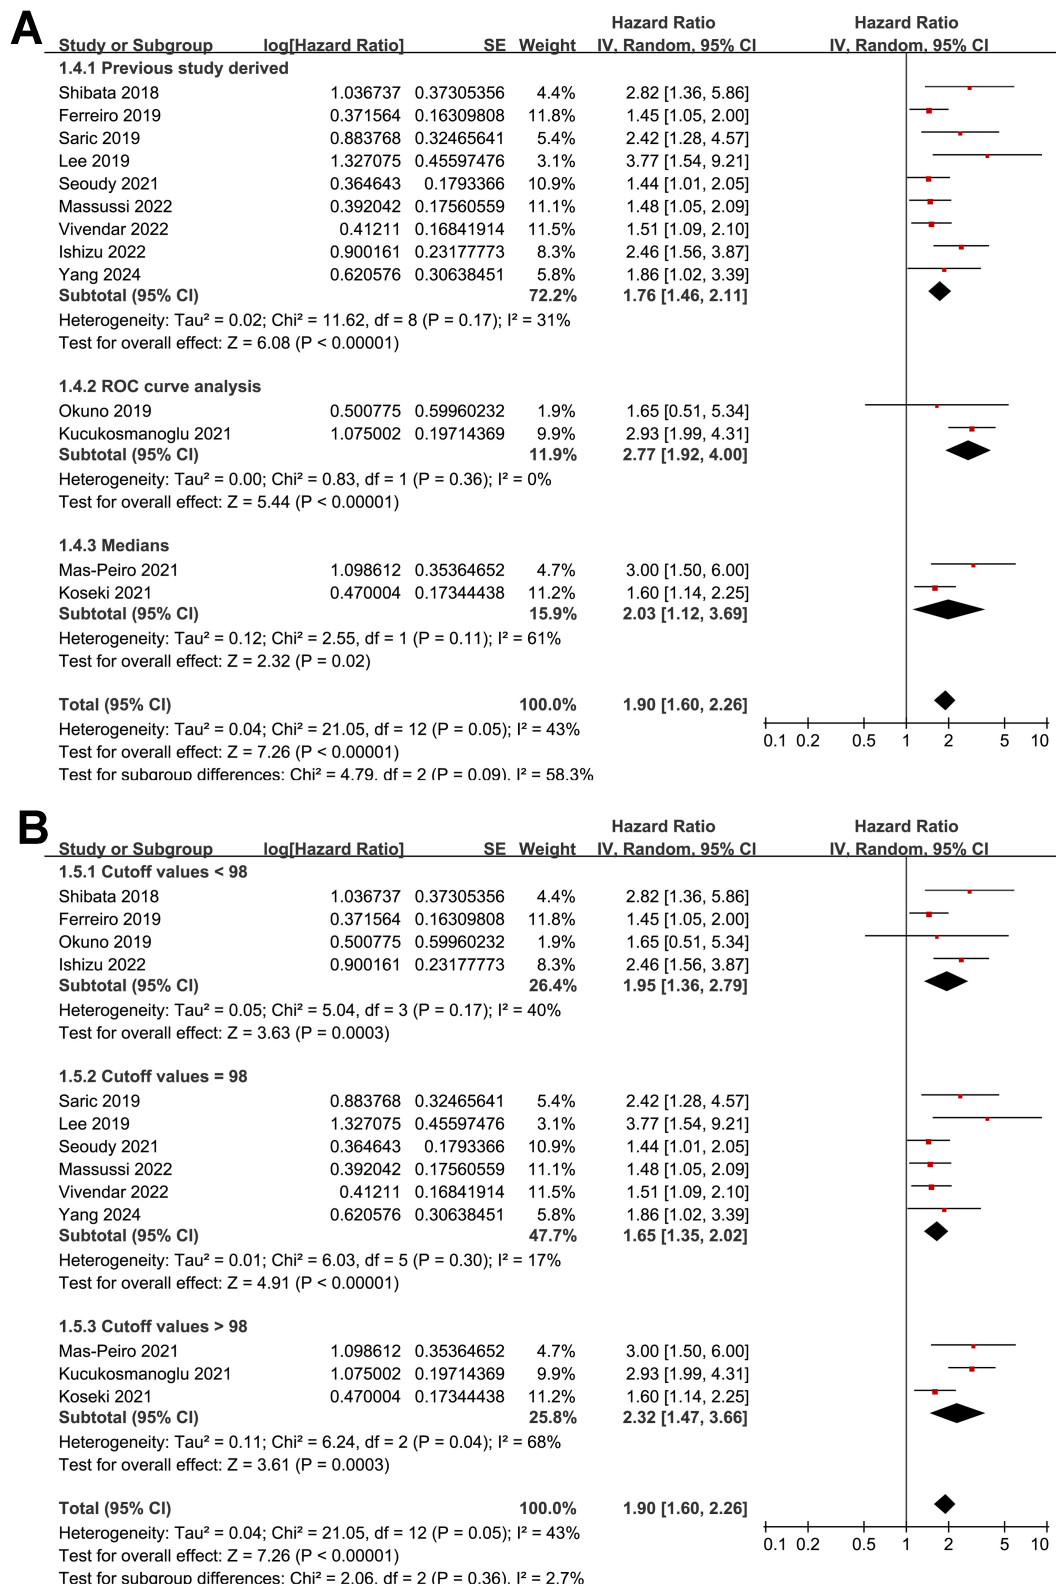 A
Hazard Ratio Hazard Ratio
Study or Subgroup log[Hazard Ratio] SE Weight IV, Random, 95% CI IV, Random, 95% CI
1.4.1 Previous study derived
Shibata 2018 1.036737 0.37305356 4.4% 2.82 [1.36, 5.86]
Ferreiro 2019 0.371564 0.16309808 11.8% 1.45 [1.05, 2.00]
Saric 2019 0.883768 0.32465641 5.4% 2.42 [1.28, 4.57]
Lee 2019 1.327075 0.45597476 3.1% 3.77 [1.54, 9.21]
Seoudy 2021 0.364643 0.1793366 10.9% 1.44 [1.01, 2.05]
Massussi 2022 0.392042 0.17560559 11.1% 1.48 [1.05, 2.09]
Vivendar 2022 0.41211 0.16841914 11.5% 1.51 [1.09, 2.10]
Ishizu 2022 0.900161 0.23177773 8.3% 2.46 [1.56, 3.87]
Yang 2024 0.620576 0.30638451 5.8% 1.86 [1.02, 3.39]
Subtotal (95% CI) 72.2% 1.76 [1.46, 2.11]
Heterogeneity: Tau² = 0.02; Chi² = 11.62, df = 8 (P = 0.17); I² = 31%
Test for overall effect: Z = 6.08 (P < 0.00001)
1.4.2 ROC curve analysis
Okuno 2019 0.500775 0.59960232 1.9% 1.65 [0.51, 5.34]
Kucukosmanoglu 2021 1.075002 0.19714369 9.9% 2.93 [1.99, 4.31]
Subtotal (95% CI) 11.9% 2.77 [1.92, 4.00]
Heterogeneity: Tau² = 0.00; Chi² = 0.83, df = 1 (P = 0.36); I² = 0%
Test for overall effect: Z = 5.44 (P < 0.00001)
1.4.3 Medians
Mas-Peiro 2021 1.098612 0.35364652 4.7% 3.00 [1.50, 6.00]
Koseki 2021 0.470004 0.17344438 11.2% 1.60 [1.14, 2.25]
Subtotal (95% CI) 15.9% 2.03 [1.12, 3.69]
Heterogeneity: Tau² = 0.12; Chi² = 2.55, df = 1 (P = 0.11); I² = 61%
Test for overall effect: Z = 2.32 (P = 0.02)
Total (95% CI) 100.0% 1.90 [1.60, 2.26]
Heterogeneity: Tau² = 0.04; Chi² = 21.05, df = 12 (P = 0.05); I² = 43%
Test for overall effect: Z = 7.26 (P < 0.00001)
Test for subgroup differences: Chi² = 4.79, df = 2 (P = 0.09), I² = 58.3%
0.1 0.2 0.5 1 2 5 10
B
Hazard Ratio Hazard Ratio
Study or Subgroup log[Hazard Ratio] SE Weight IV, Random, 95% CI IV, Random, 95% CI
1.5.1 Cutoff values < 98
Shibata 2018 1.036737 0.37305356 4.4% 2.82 [1.36, 5.86]
Ferreiro 2019 0.371564 0.16309808 11.8% 1.45 [1.05, 2.00]
Okuno 2019 0.500775 0.59960232 1.9% 1.65 [0.51, 5.34]
Ishizu 2022 0.900161 0.23177773 8.3% 2.46 [1.56, 3.87]
Subtotal (95% CI) 26.4% 1.95 [1.36, 2.79]
Heterogeneity: Tau² = 0.05; Chi² = 5.04, df = 3 (P = 0.17); I² = 40%
Test for overall effect: Z = 3.63 (P = 0.0003)
1.5.2 Cutoff values = 98
Saric 2019 0.883768 0.32465641 5.4% 2.42 [1.28, 4.57]
Lee 2019 1.327075 0.45597476 3.1% 3.77 [1.54, 9.21]
Seoudy 2021 0.364643 0.1793366 10.9% 1.44 [1.01, 2.05]
Massussi 2022 0.392042 0.17560559 11.1% 1.48 [1.05, 2.09]
Vivendar 2022 0.41211 0.16841914 11.5% 1.51 [1.09, 2.10]
Yang 2024 0.620576 0.30638451 5.8% 1.86 [1.02, 3.39]
Subtotal (95% CI) 47.7% 1.65 [1.35, 2.02]
Heterogeneity: Tau² = 0.01; Chi² = 6.03, df = 5 (P = 0.30); I² = 17%
Test for overall effect: Z = 4.91 (P < 0.00001)
1.5.3 Cutoff values > 98
Mas-Peiro 2021 1.098612 0.35364652 4.7% 3.00 [1.50, 6.00]
Kucukosmanoglu 2021 1.075002 0.19714369 9.9% 2.93 [1.99, 4.31]
Koseki 2021 0.470004 0.17344438 11.2% 1.60 [1.14, 2.25]
Subtotal (95% CI) 25.8% 2.32 [1.47, 3.66]
Heterogeneity: Tau² = 0.11; Chi² = 6.24, df = 2 (P = 0.04); I² = 68%
Test for overall effect: Z = 3.61 (P = 0.0003)
Total (95% CI) 100.0% 1.90 [1.60, 2.26]
Heterogeneity: Tau² = 0.04; Chi² = 21.05, df = 12 (P = 0.05); I² = 43%
Test for overall effect: Z = 7.26 (P < 0.00001)
Test for subgroup differences: Chi² = 2.06, df = 2 (P = 0.36), I² = 2.7%
0.1 0.2 0.5 1 2 5 10